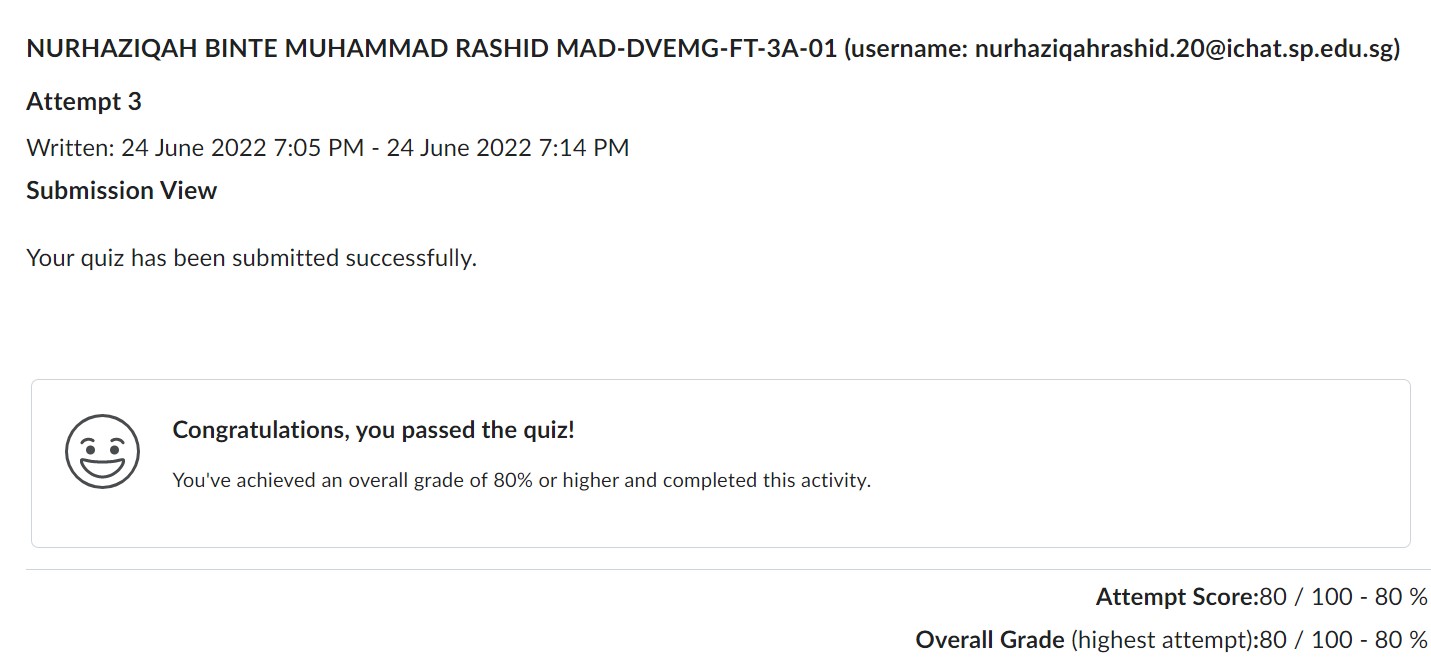 NURHAZIQAH BINTE MUHAMMAD RASHID MAD-DVEMG-FT-3A-01 (username: nurhaziqahrashid.20@ichat.sp.edu.sg)
Attempt 3
Written: 24 June 2022 7:05 PM - 24 June 2022 7:14 PM
Submission View
Your quiz has been submitted successfully.
Congratulations, you passed the quiz!
You've achieved an overall grade of 80% or higher and completed this activity.
Attempt Score:80 / 100 - 80 %
Overall Grade (highest attempt):80 / 100 - 80 %